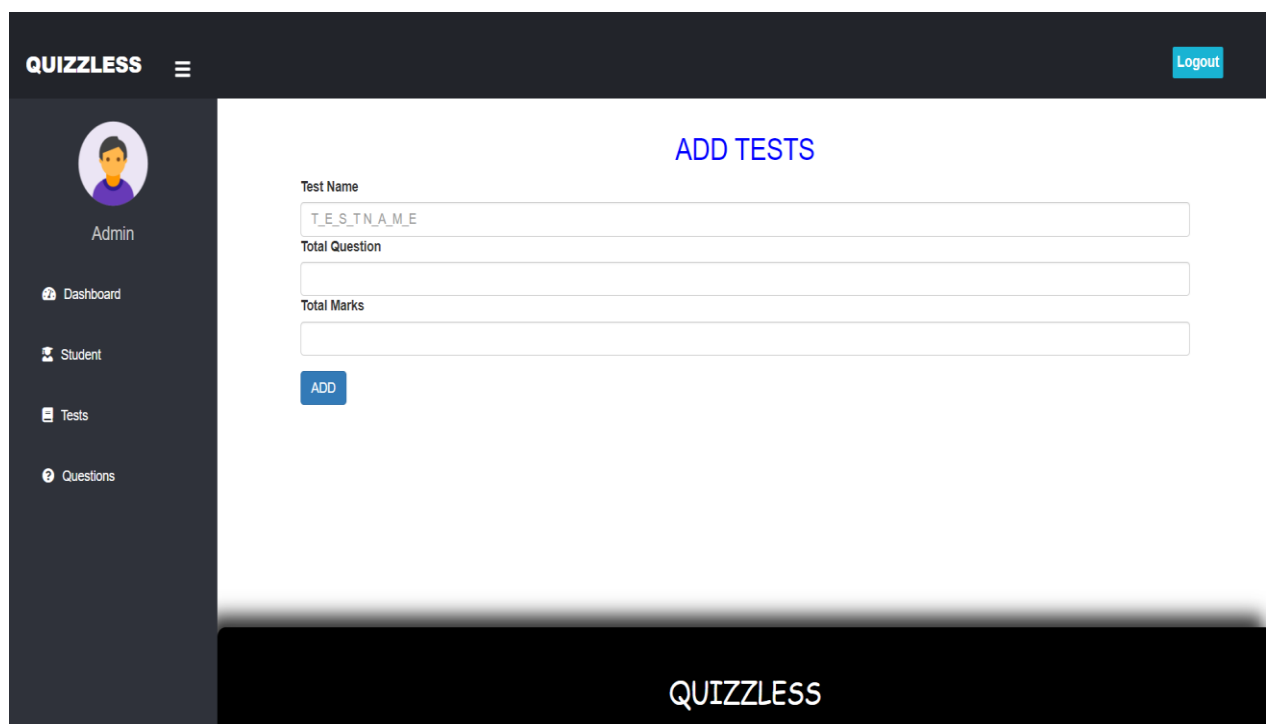 QUIZZLESS
Logout
Admin
Dashboard
Student
Tests
Questions
ADD TESTS
Test Name
T_E_S_T N_A_M_E
Total Question
Total Marks
ADD
QUIZZLESS